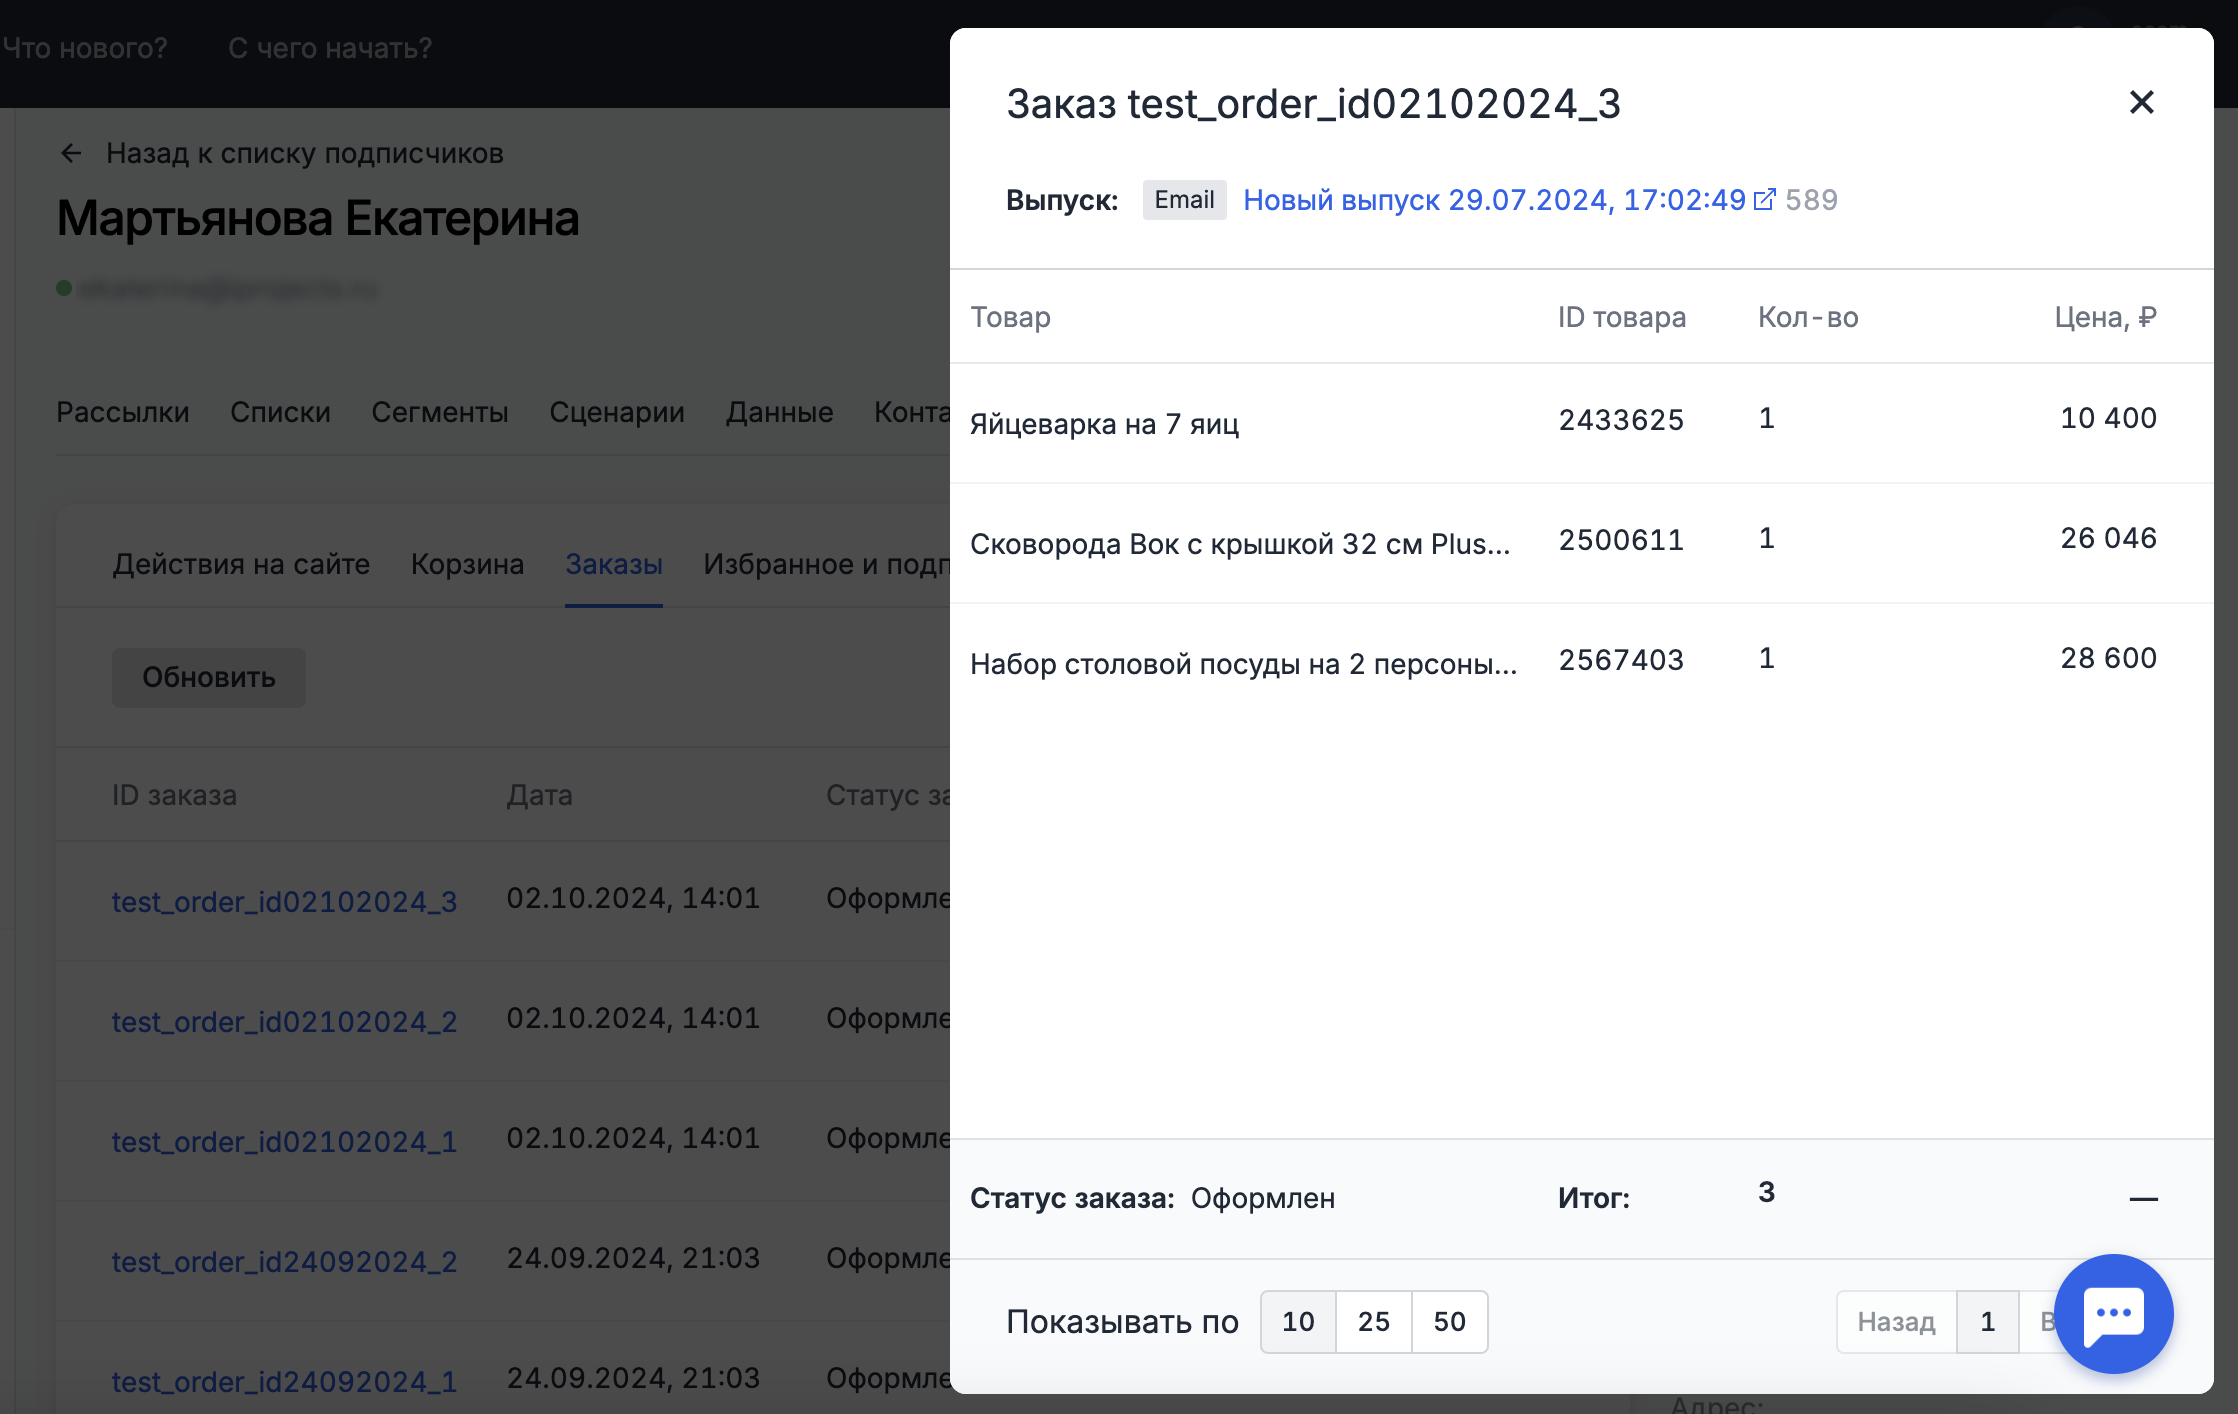 Что нового? С чего начать?
Назад к списку подписчиков
Мартьянова Екатерина
Рассылки Списки Сегменты Сценарии Данные Конта
Действия на сайте Корзина Заказы Избранное и подп
Обновить
ID заказа Дата Статус за
test_order_id02102024_3 02.10.2024, 14:01 Оформле
test_order_id02102024_2 02.10.2024, 14:01 Оформле
test_order_id02102024_1 02.10.2024, 14:01 Оформле
test_order_id24092024_2 24.09.2024, 21:03 Оформле
test_order_id24092024_1 24.09.2024, 21:03 Оформле
Заказ test_order_id02102024_3
Выпуск: Email Новый выпуск 29.07.2024, 17:02:49 589
Товар ID товара Кол-во Цена, ₽
Яйцеварка на 7 яиц 2433625 1 10 400
Сковорода Вок с крышкой 32 см Plus... 2500611 1 26 046
Набор столовой посуды на 2 персоны... 2567403 1 28 600
Статус заказа: Оформлен Итог: 3 —
Показывать по 10 25 50 Назад 1 В
Адрес: